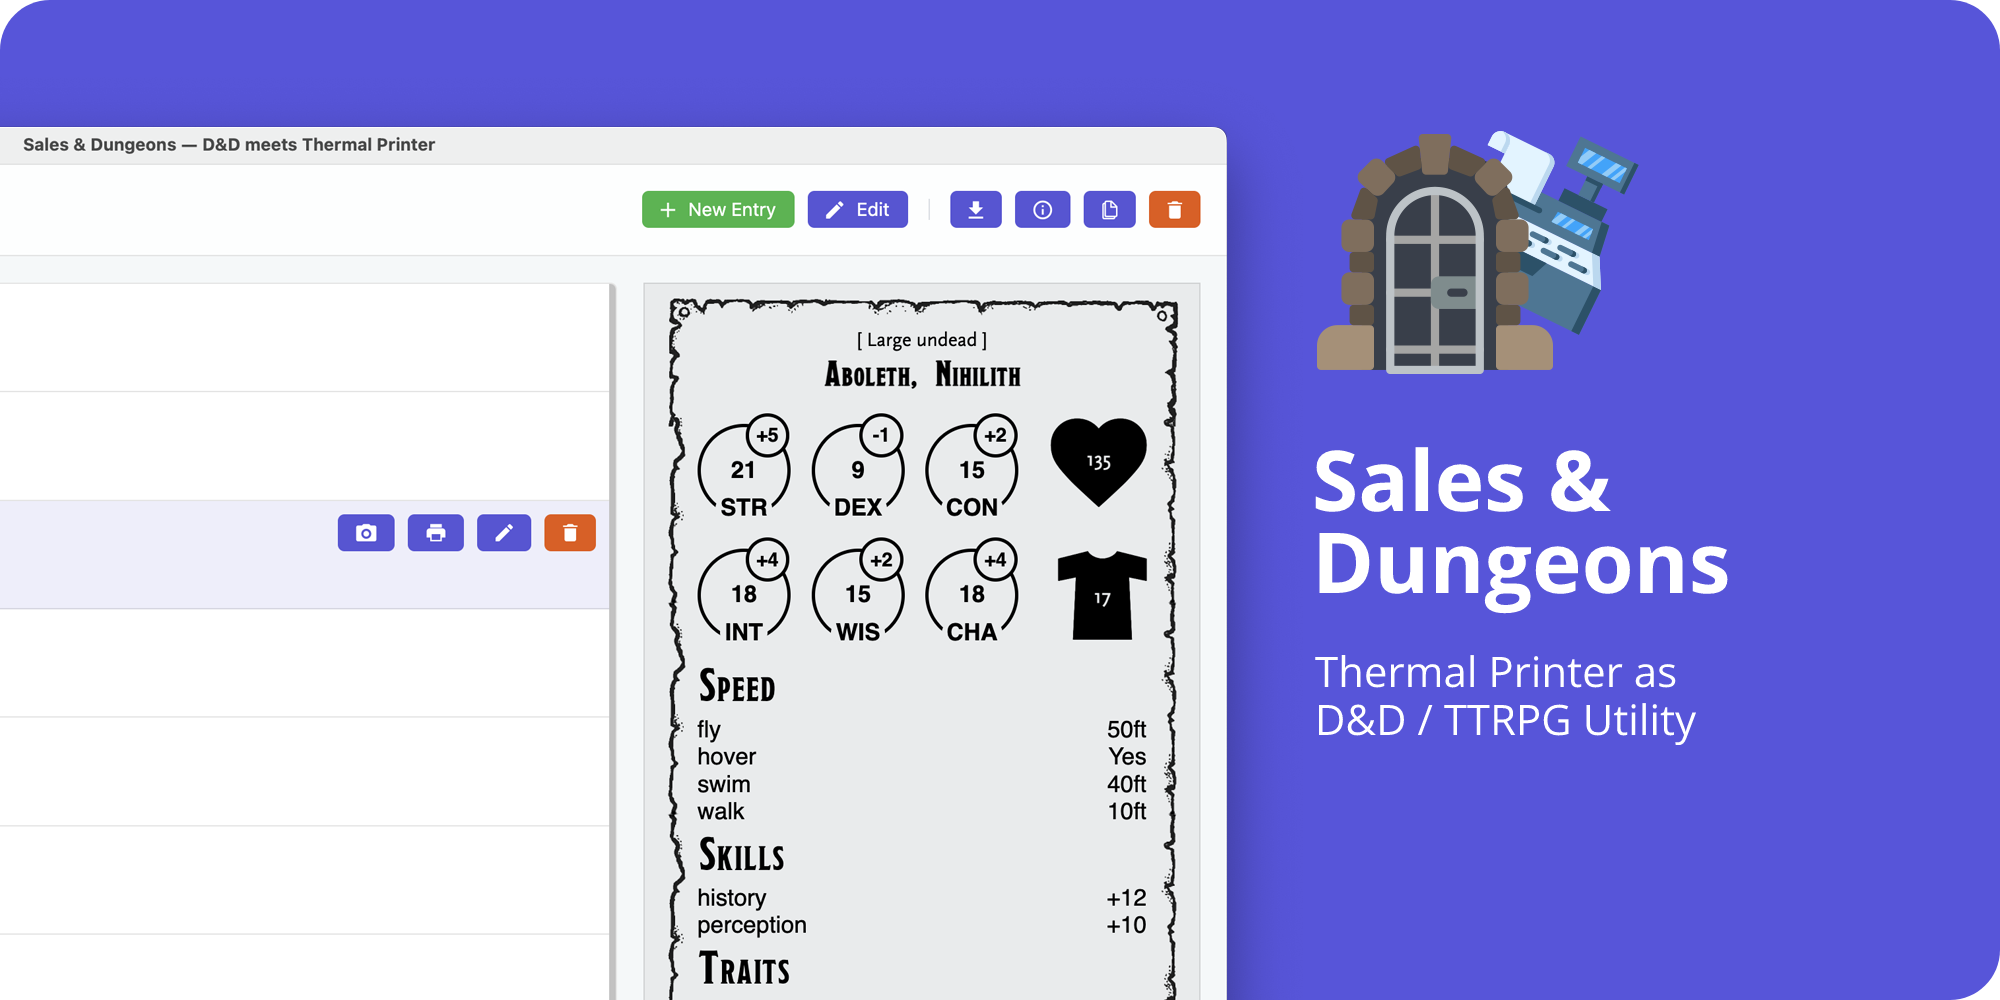 Sales & Dungeons — D&D meets Thermal Printer
New Entry
Edit
[ Large undead ]
Aboleth, Nihilith
+5
-1
+2
21
9
15
135
STR
DEX
CON
+4
+2
+4
18
15
18
17
INT
WIS
CHA
Speed
fly 50ft
hover Yes
swim 40ft
walk 10ft
Skills
history +12
perception +10
Traits
Sales &
Dungeons
Thermal Printer as
D&D / TTRPG Utility